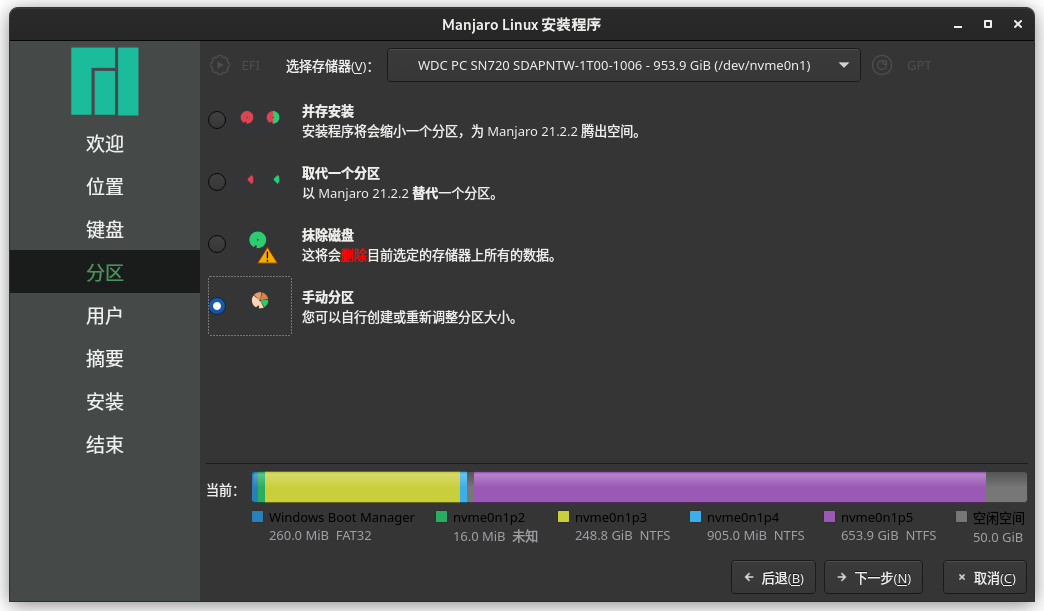 Manjaro Linux 安装程序
欢迎
位置
键盘
分区
用户
摘要
安装
结束
EFI 选择存储器(V)： WDC PC SN720 SDAPNTW-1T00-1006 - 953.9 GiB (/dev/nvme0n1) GPT
并存安装
安装程序将会缩小一个分区，为 Manjaro 21.2.2 腾出空间。
取代一个分区
以 Manjaro 21.2.2 替代一个分区。
抹除磁盘
这将会删除目前选定的存储器上所有的数据。
手动分区
您可以自行创建或重新调整分区大小。
当前：
Windows Boot Manager nvme0n1p2 nvme0n1p3 nvme0n1p4 nvme0n1p5 空闲空间
260.0 MiB FAT32 16.0 MiB 未知 248.8 GiB NTFS 905.0 MiB NTFS 653.9 GiB NTFS 50.0 GiB
后退(B) 下一步(N) 取消(C)